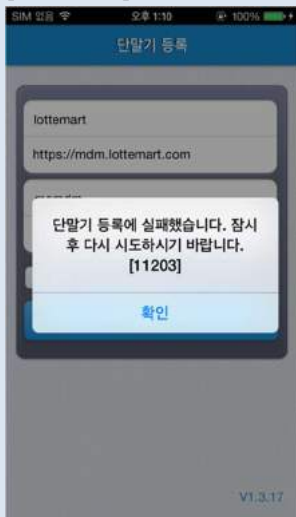 SIM 없음 오후 1:10 100%
단말기 등록
lottemart
https://mdm.lottemart.com
단말기 등록에 실패했습니다. 잠시
후 다시 시도하시기 바랍니다.
[11203]
확인
V1.3.17